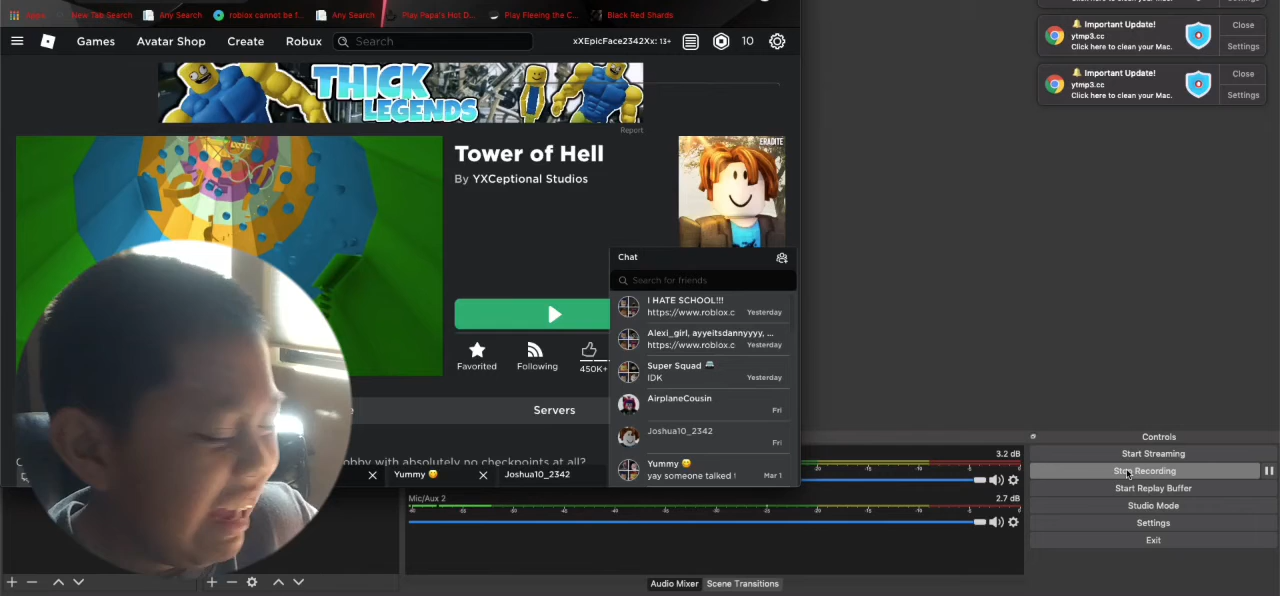 Apps New Tab Search Any Search roblox cannot be f... Any Search Play Papa's Hot D... Play Fleeing the C... Black Red Shards
Games Avatar Shop Create Robux Search xXEpicFace2342Xx: 13+ 10
THICK
LEGENDS
Report
Tower of Hell
By YXCeptional Studios
ERADITE
Favorited Following 450K+
Servers
obby with absolutely no checkpoints at all?
Yummy 😋 Joshua10_2342
Chat
Search for friends
I HATE SCHOOL!!!
https://www.roblox.c Yesterday
Alexi_girl, ayyeitsdannyyyy, ...
https://www.roblox.c Yesterday
Super Squad
IDK Yesterday
AirplaneCousin
Fri
Joshua10_2342
Fri
Yummy 😋
yay someone talked ! Mar 1
Close
Settings
🔔 Important Update! Close
ytmp3.cc
Click here to clean your Mac. Settings
🔔 Important Update! Close
ytmp3.cc
Click here to clean your Mac. Settings
3.2 dB
Mic/Aux 2 2.7 dB
Audio Mixer Scene Transitions
Controls
Start Streaming
Stop Recording
Start Replay Buffer
Studio Mode
Settings
Exit